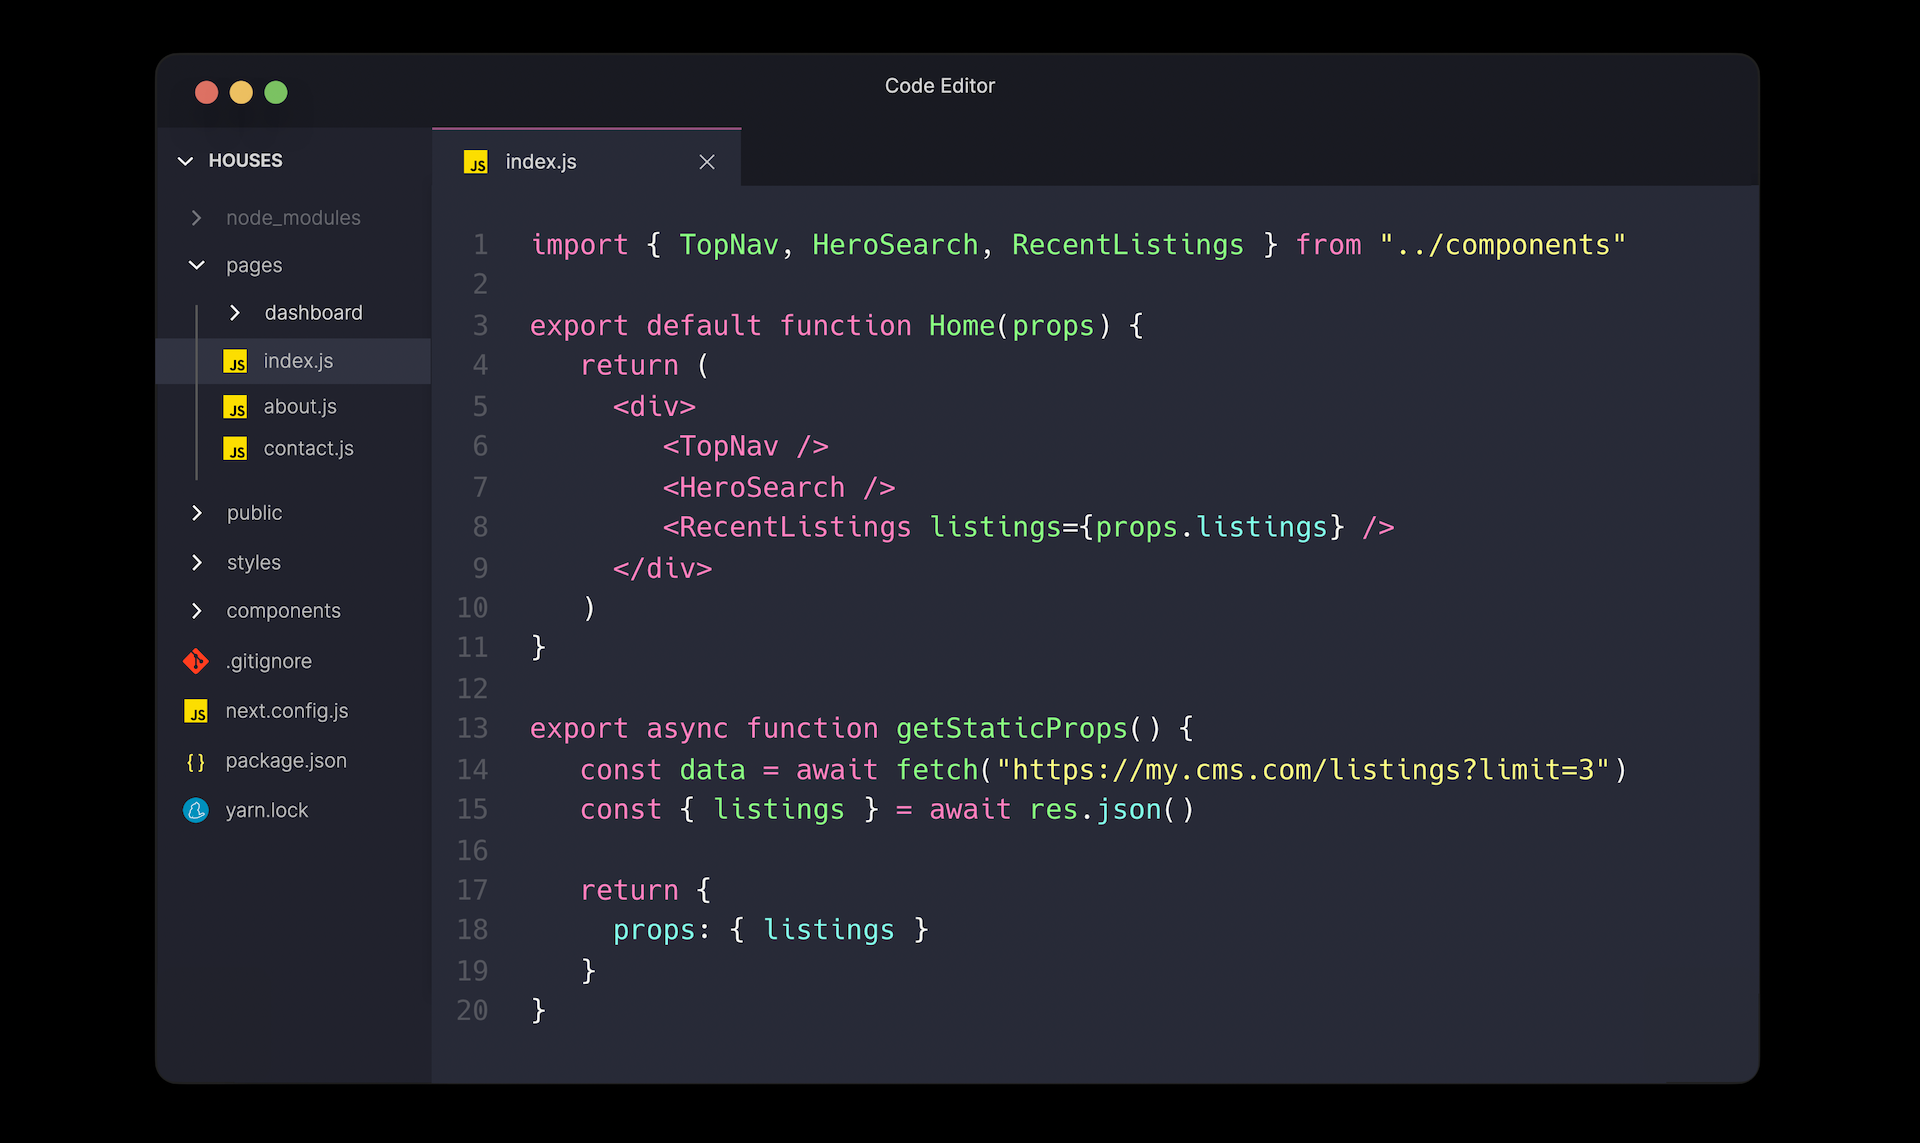 Code Editor
HOUSES
node_modules
pages
dashboard
JS index.js
JS about.js
JS contact.js
public
styles
components
.gitignore
JS next.config.js
{} package.json
yarn.lock
JS index.js
1 import { TopNav, HeroSearch, RecentListings } from "../components"
2
3 export default function Home(props) {
4 return (
5 <div>
6 <TopNav />
7 <HeroSearch />
8 <RecentListings listings={props.listings} />
9 </div>
10 )
11 }
12
13 export async function getStaticProps() {
14 const data = await fetch("https://my.cms.com/listings?limit=3")
15 const { listings } = await res.json()
16
17 return {
18 props: { listings }
19 }
20 }